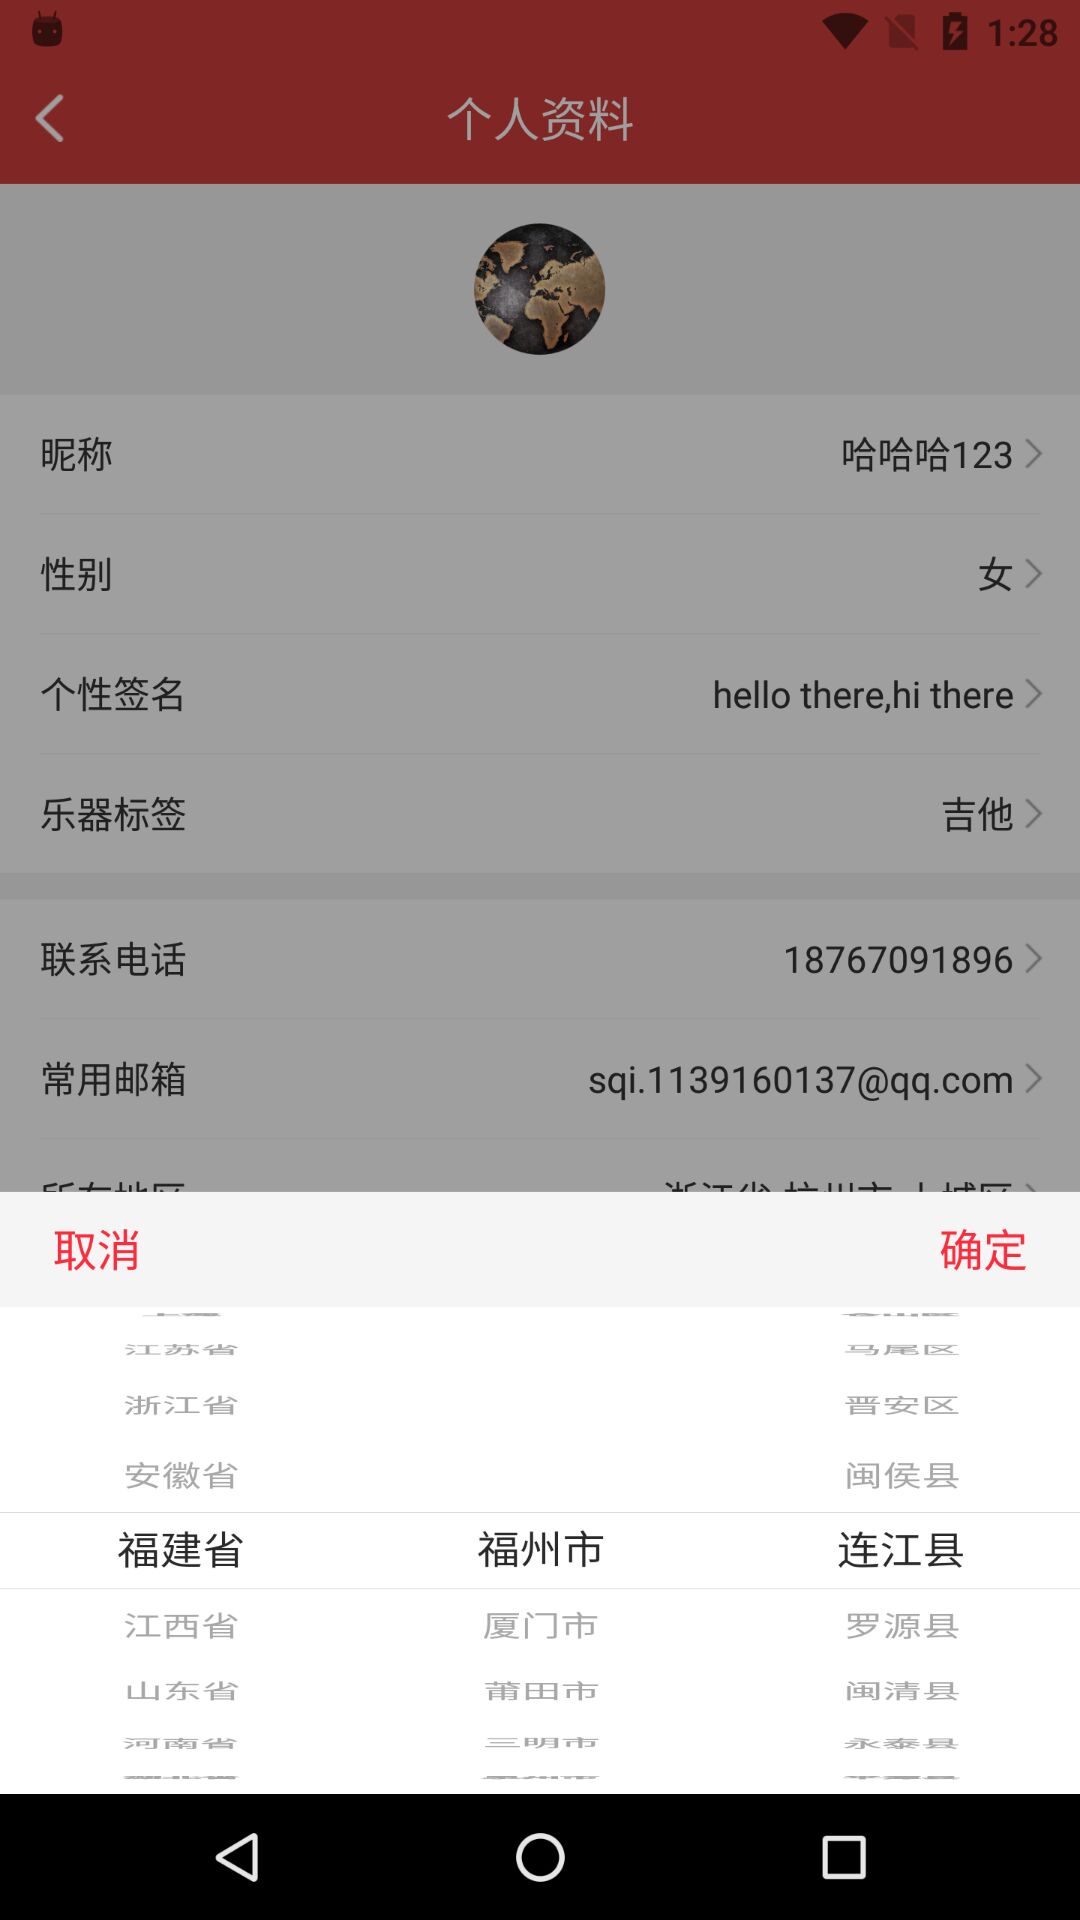 1:28
个人资料
昵称 哈哈哈123
性别 女
个性签名 hello there,hi there
乐器标签 吉他
联系电话 18767091896
常用邮箱 sqi.1139160137@qq.com
取消 确定
江苏省 马尾区
浙江省 晋安区
安徽省 闽侯县
福建省 福州市 连江县
江西省 厦门市 罗源县
山东省 莆田市 闽清县
河南省 三明市 永泰县